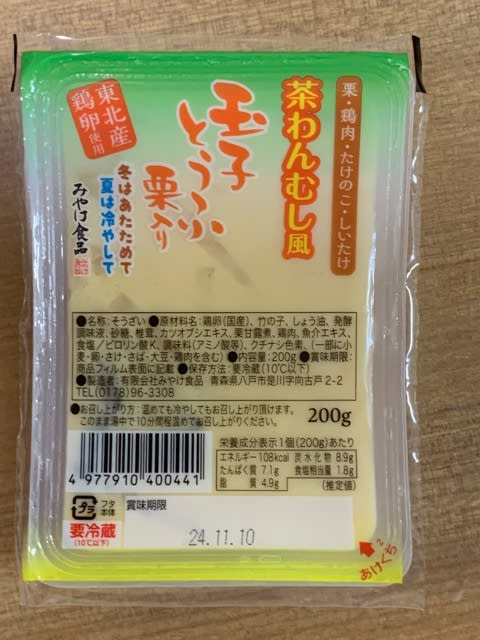 栗・鶏肉・たけのこ・しいたけ
茶わんむし風
玉子とうふ
栗入り
東北産
鶏卵使用
冬はあたためて
夏は冷やして
みやけ食品
●名称:そうざい ●原材料名:鶏卵(国産)、竹の子、しょう油、発酵
調味液、砂糖、椎茸、カツオブシエキス、栗甘露煮、鶏肉、魚介エキス、
食塩/ピロリン酸K、調味料(アミノ酸等)、クチナシ色素、(一部に小
麦・卵・さけ・さば・大豆・鶏肉を含む) ●内容量:200g ●賞味期限:
商品フィルム表面に記載 ●保存方法:要冷蔵(10℃以下)
●製造者:有限会社みやけ食品 青森県八戸市是川字向古戸2-2
TEL(0178)96-3308
●お召し上がり方:温めても冷やしてもお召し上がり頂けます。
このまま湯中で10分間程温めてお召し上がりください。
200g
栄養成分表示1個(200g)あたり
エネルギー 108kcal 炭水化物 8.9g
たんぱく質 7.1g 食塩相当量 1.8g
脂質 4.9g (推定値)
4 977910 400441
プラ
フタ
本体
賞味期限
要冷蔵
(10℃以下)
24.11.10
あけくち